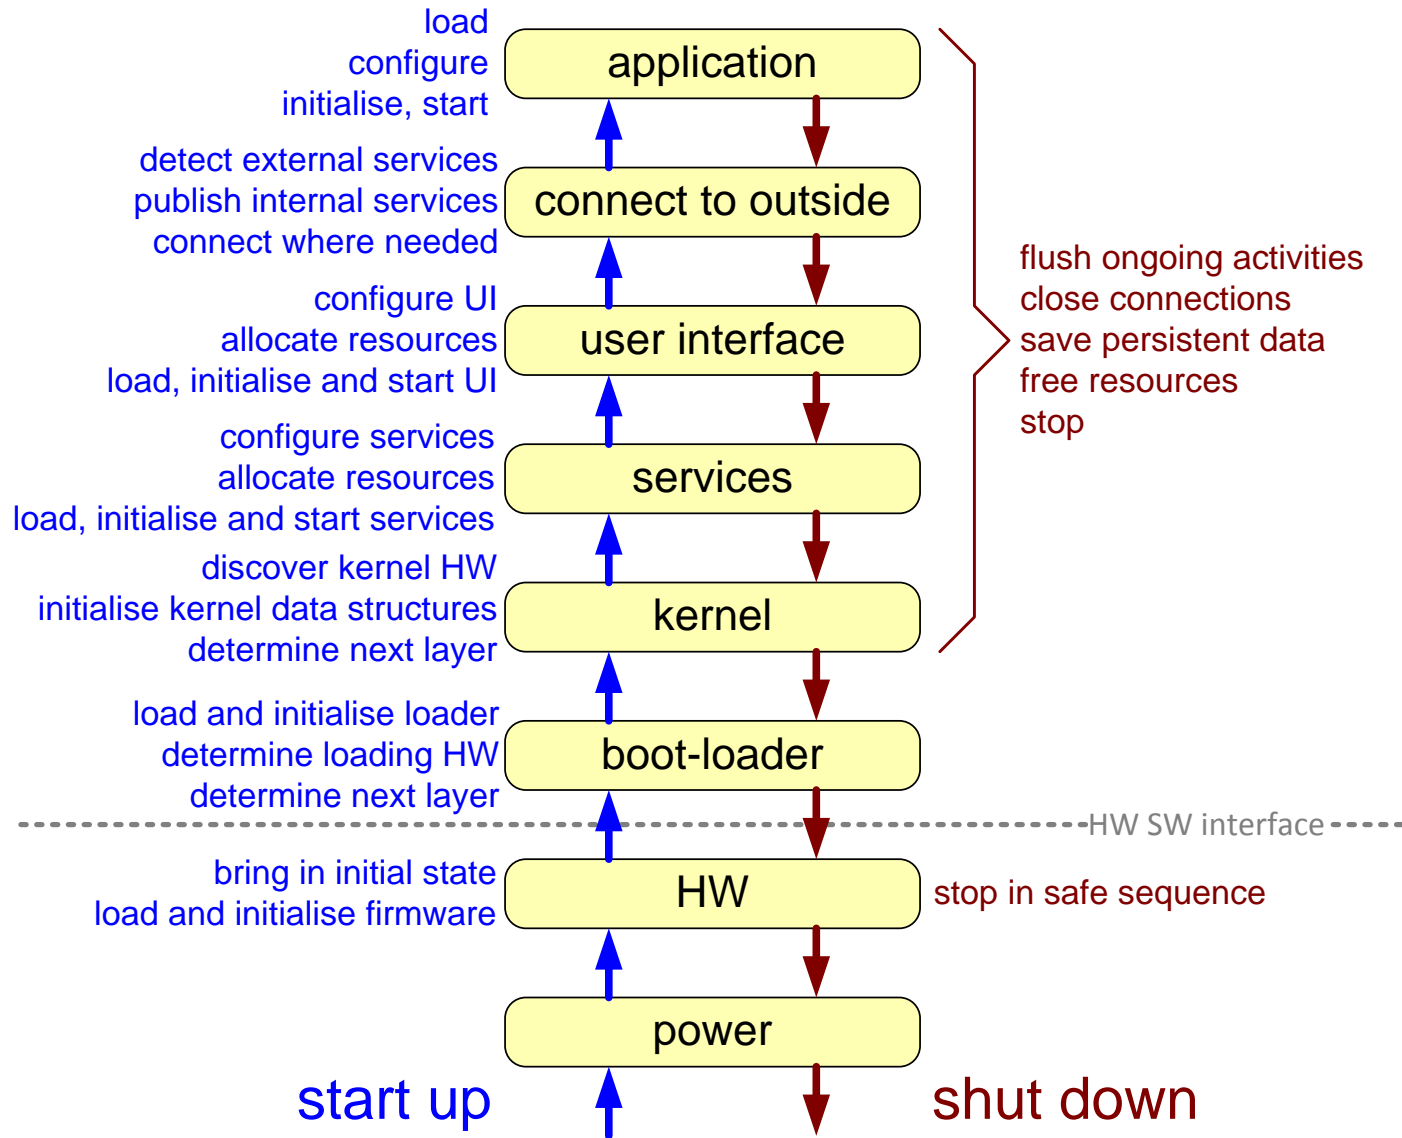 load
configure
initialise, start
application
detect external services
publish internal services
connect where needed
connect to outside
configure UI
allocate resources
load, initialise and start UI
user interface
flush ongoing activities
close connections
save persistent data
free resources
stop
configure services
allocate resources
load, initialise and start services
services
discover kernel HW
initialise kernel data structures
determine next layer
kernel
load and initialise loader
determine loading HW
determine next layer
boot-loader
HW SW interface
bring in initial state
load and initialise firmware
HW
stop in safe sequence
power
start up
shut down